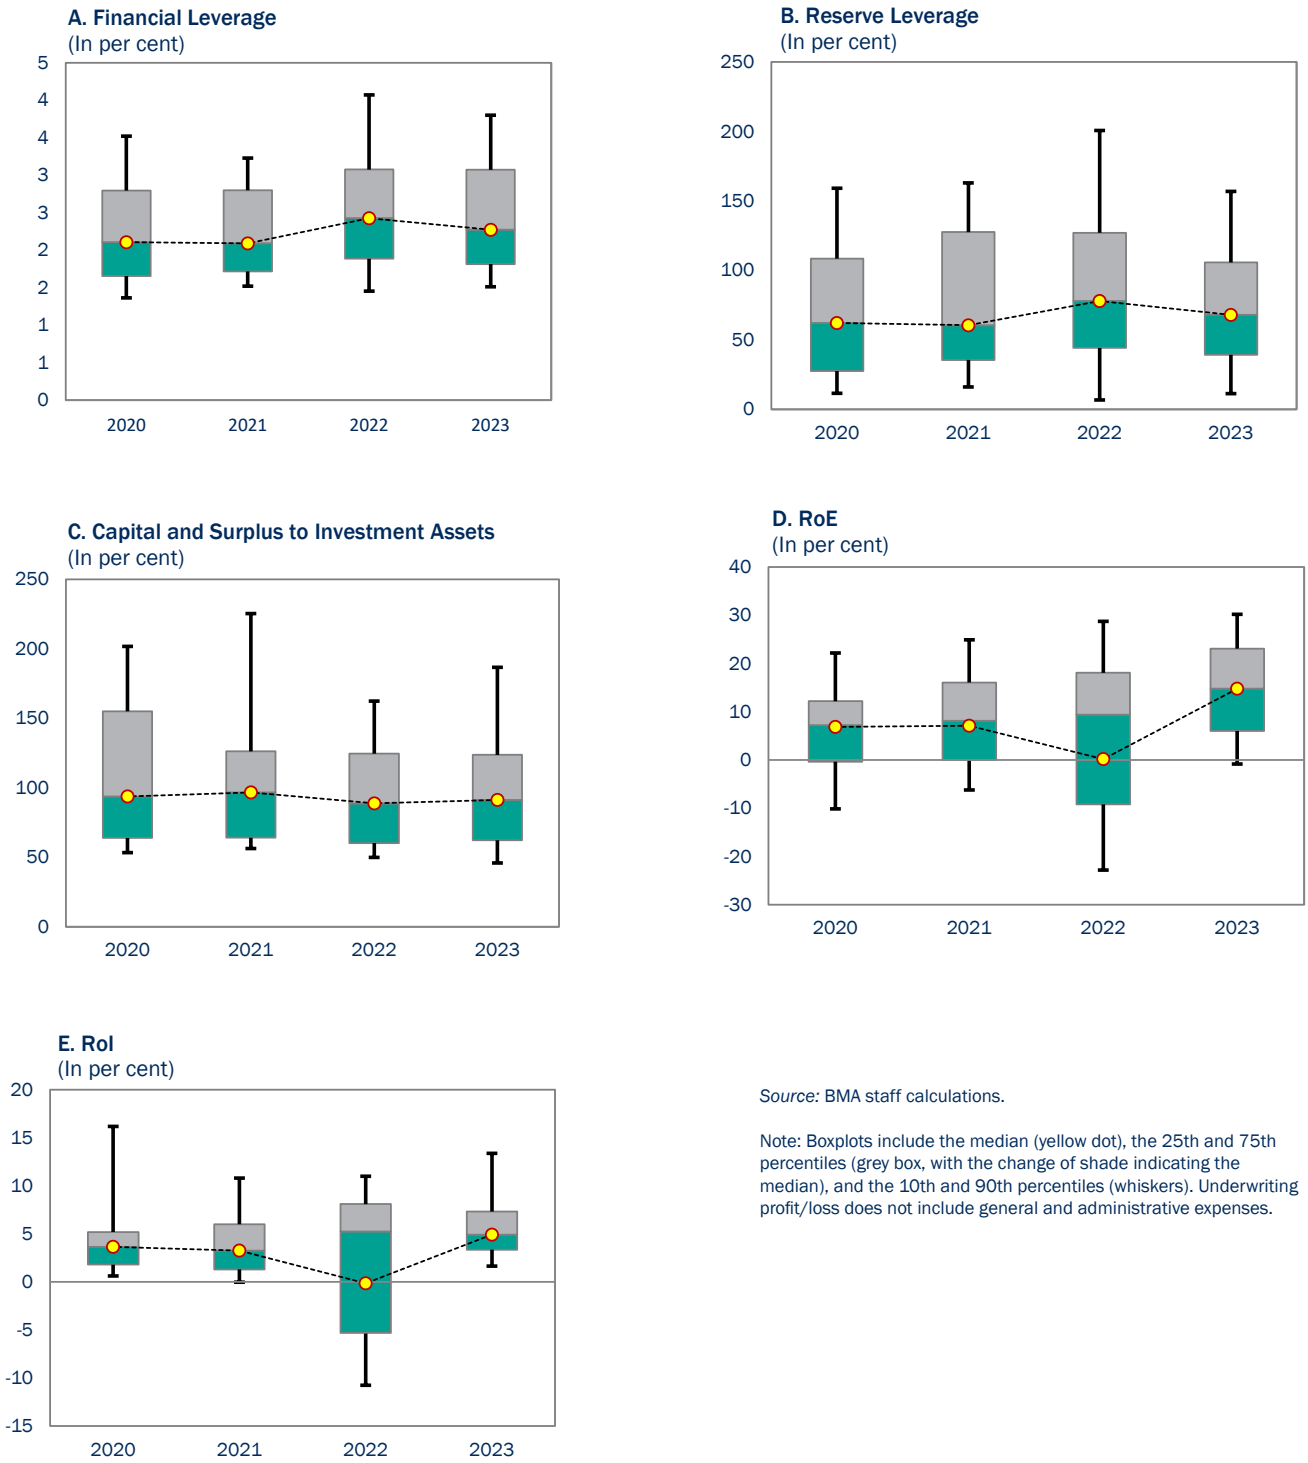 A. Financial Leverage
(In per cent)
5
4
4
3
3
2
2
1
1
0
2020 2021 2022 2023
B. Reserve Leverage
(In per cent)
250
200
150
100
50
0
2020 2021 2022 2023
C. Capital and Surplus to Investment Assets
(In per cent)
250
200
150
100
50
0
2020 2021 2022 2023
D. RoE
(In per cent)
40
30
20
10
0
-10
-20
-30
2020 2021 2022 2023
E. RoI
(In per cent)
20
15
10
5
0
-5
-10
-15
2020 2021 2022 2023
Source: BMA staff calculations.
Note: Boxplots include the median (yellow dot), the 25th and 75th
percentiles (grey box, with the change of shade indicating the
median), and the 10th and 90th percentiles (whiskers). Underwriting
profit/loss does not include general and administrative expenses.